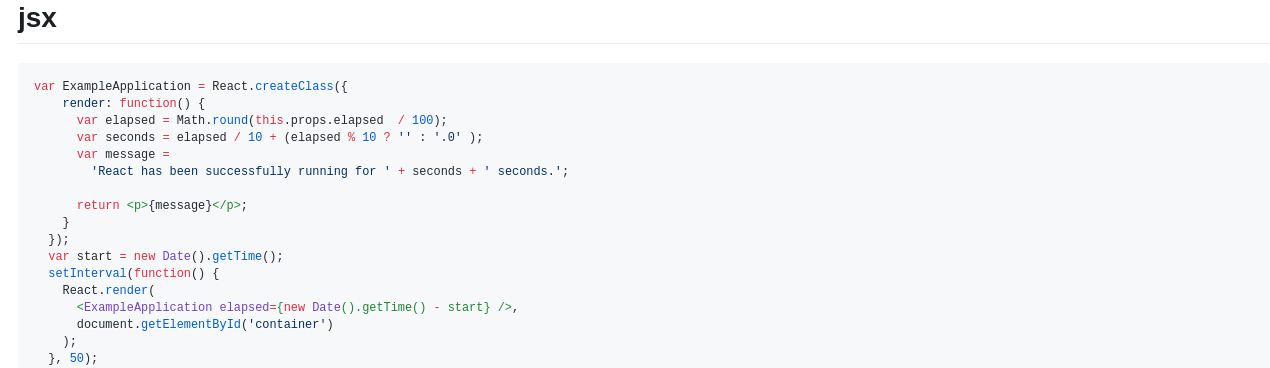 jsx
var ExampleApplication = React.createClass({
    render: function() {
      var elapsed = Math.round(this.props.elapsed  / 100);
      var seconds = elapsed / 10 + (elapsed % 10 ? '' : '.0' );
      var message =
        'React has been successfully running for ' + seconds + ' seconds.';

      return <p>{message}</p>;
    }
  });
  var start = new Date().getTime();
  setInterval(function() {
    React.render(
      <ExampleApplication elapsed={new Date().getTime() - start} />,
      document.getElementById('container')
    );
  }, 50);